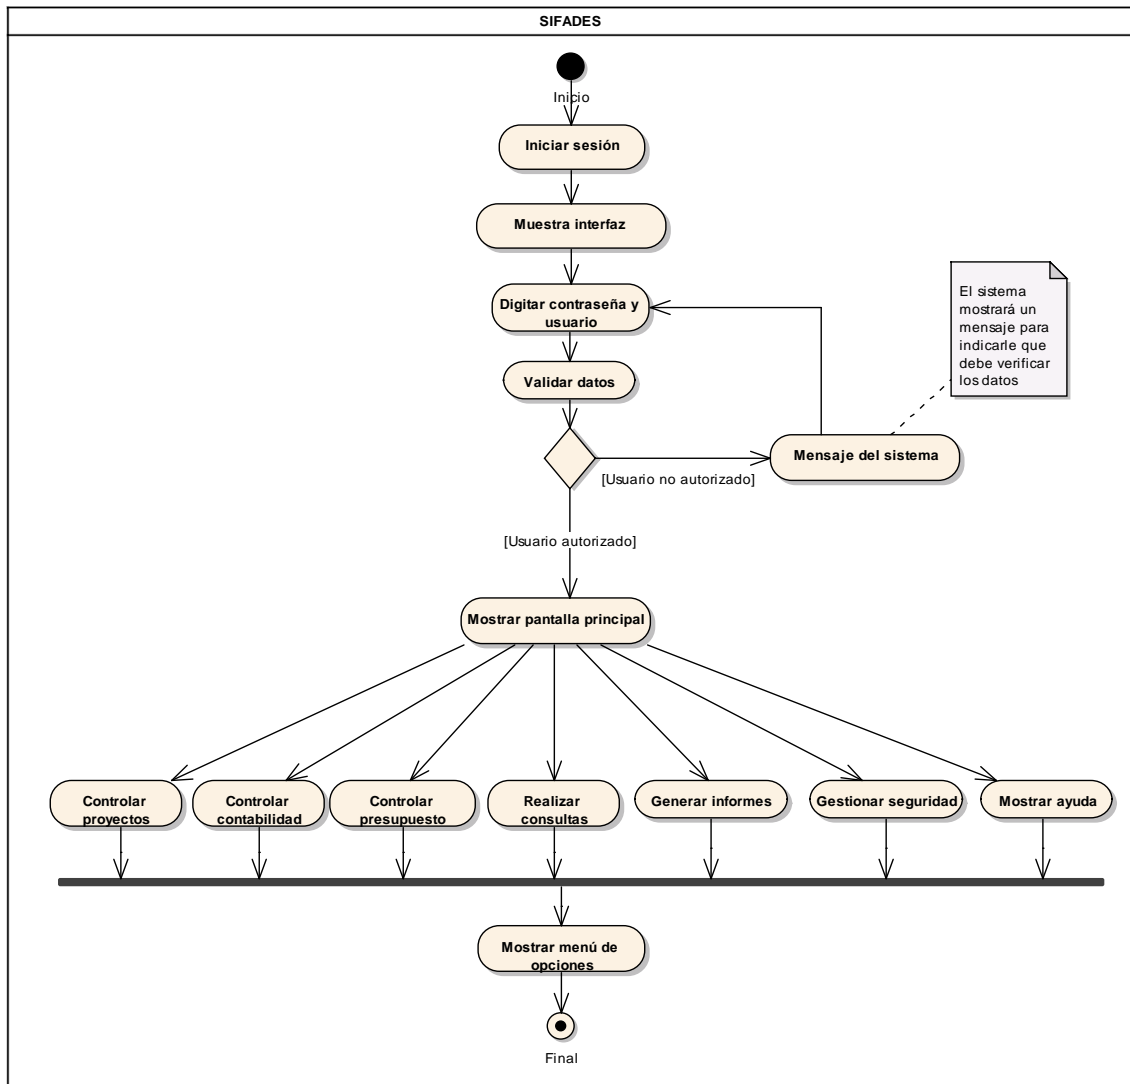 SIFADES
Inicio
Iniciar sesión
Muestra interfaz
Digitar contraseña y
usuario
El sistema
mostrará un
mensaje para
indicarle que
debe verificar
los datos
Validar datos
Mensaje del sistema
[Usuario no autorizado]
[Usuario autorizado]
Mostrar pantalla principal
Controlar
proyectos
Controlar
contabilidad
Controlar
presupuesto
Realizar
consultas
Generar informes
Gestionar seguridad
Mostrar ayuda
Mostrar menú de
opciones
Final